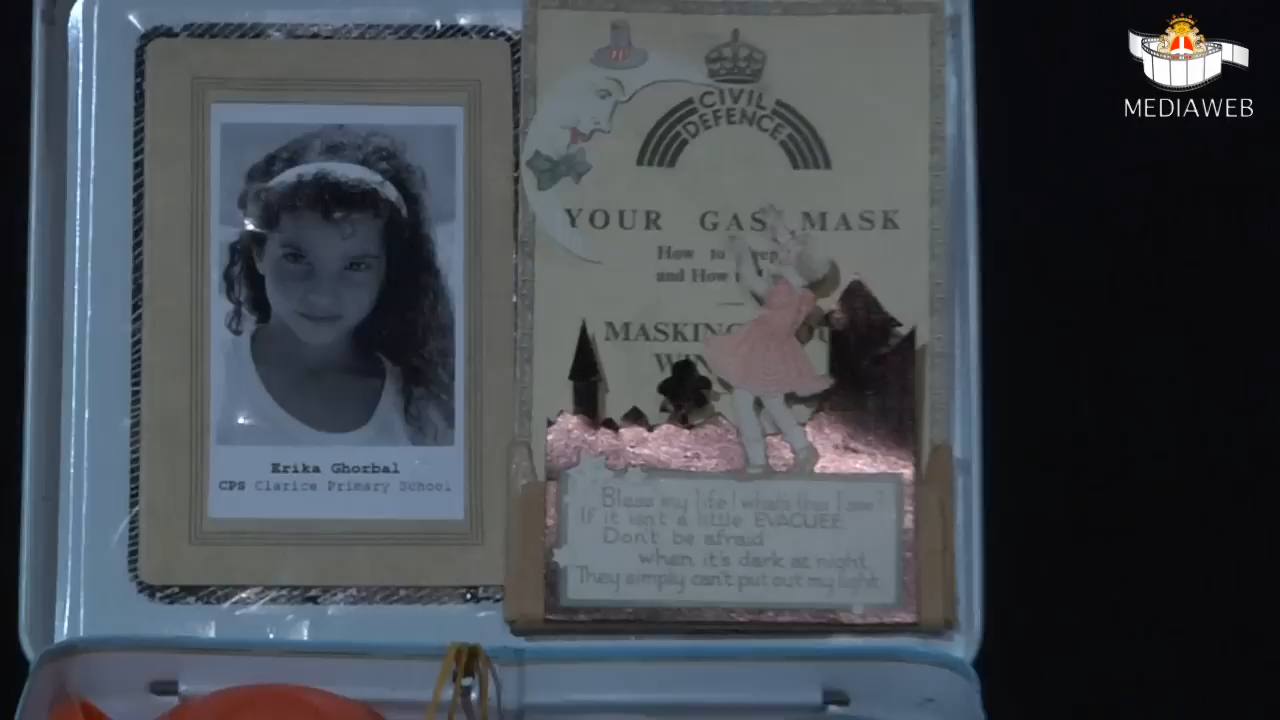 MEDIAWEB
Erika Ghorbal
CPS Clarice Primary School
CIVIL
DEFENCE
YOUR GAS MASK
How to
and How
MASKING
Bless my life! what's this I see
If it isn't a little EVACUEE
Don't be afraid
when it's dark at night
They simply can't put out my light